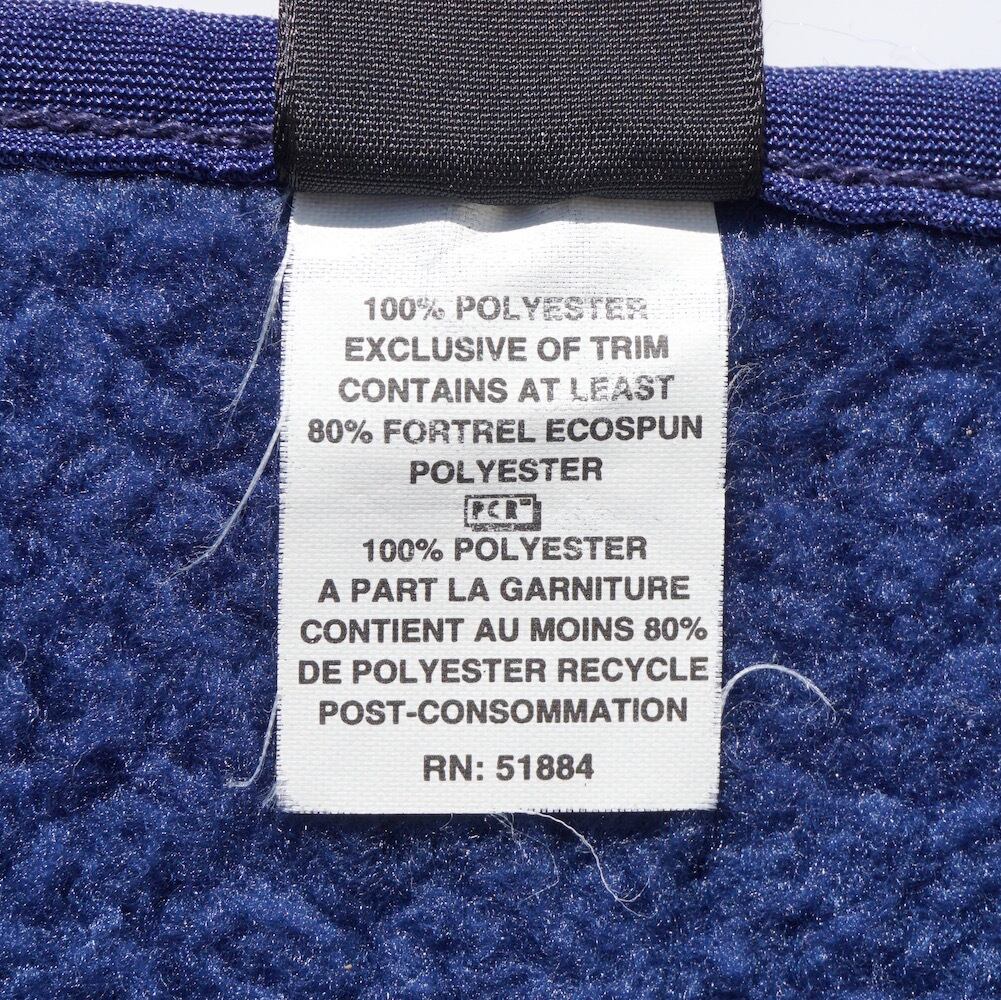 100% POLYESTER
EXCLUSIVE OF TRIM
CONTAINS AT LEAST
80% FORTREL ECOSPUN
POLYESTER
PCR™
100% POLYESTER
A PART LA GARNITURE
CONTIENT AU MOINS 80%
DE POLYESTER RECYCLE
POST-CONSOMMATION
RN: 51884